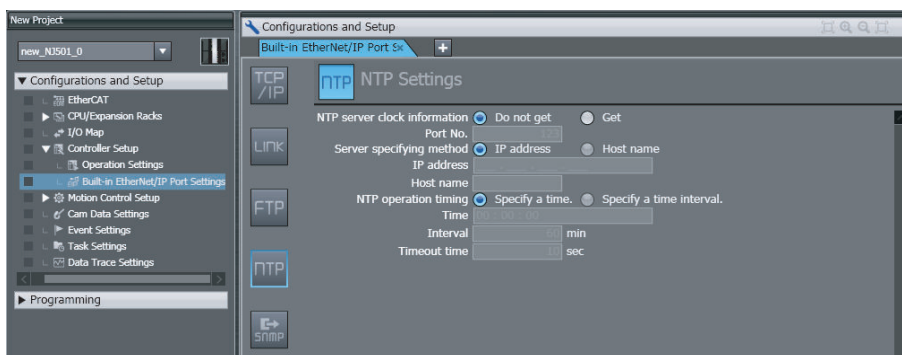 New Project
new_NJ501_0
Configurations and Setup
EtherCAT
CPU/Expansion Racks
I/O Map
Controller Setup
Operation Settings
Built-in EtherNet/IP Port Settings
Motion Control Setup
Cam Data Settings
Event Settings
Task Settings
Data Trace Settings
Programming
Configurations and Setup
Built-in EtherNet/IP Port S
TCP
/IP
LINK
FTP
NTP
SNMP
NTP NTP Settings
NTP server clock information Do not get Get
Port No. 123
Server specifying method IP address Host name
IP address
Host name
NTP operation timing Specify a time. Specify a time interval.
Time 00 : 00 : 00
Interval 60 min
Timeout time 10 sec